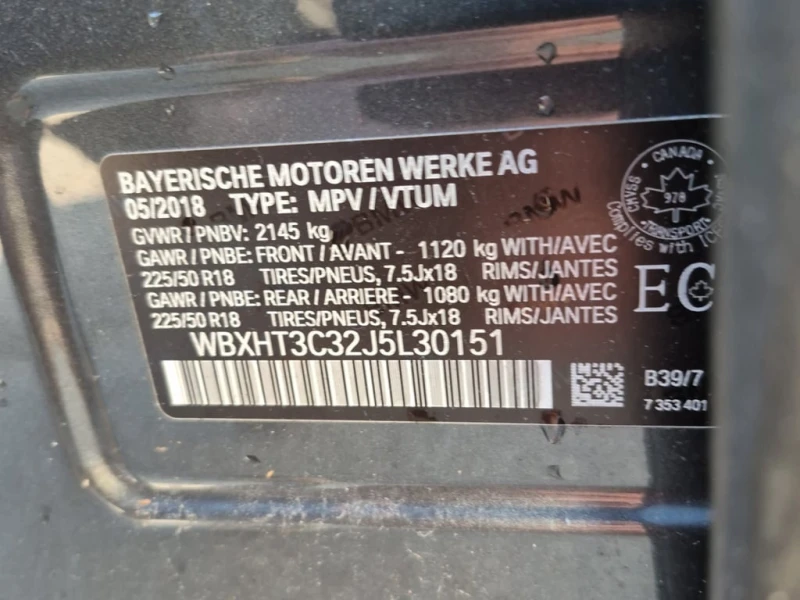 BAYERISCHE MOTOREN WERKE AG
05/2018 TYPE: MPV / VTUM
GVWR / PNBV: 2145 kg
GAWR / PNBE: FRONT / AVANT - 1120 kg WITH/AVEC
225/50 R18 TIRES/PNEUS, 7.5Jx18 RIMS/JANTES
GAWR / PNBE: REAR / ARRIERE - 1080 kg WITH/AVEC
225/50 R18 TIRES/PNEUS, 7.5Jx18 RIMS/JANTES
WBXHT3C32J5L30151
CANADA
978
TRANSPORT
Complies with
EC
B39/7
7 353 401